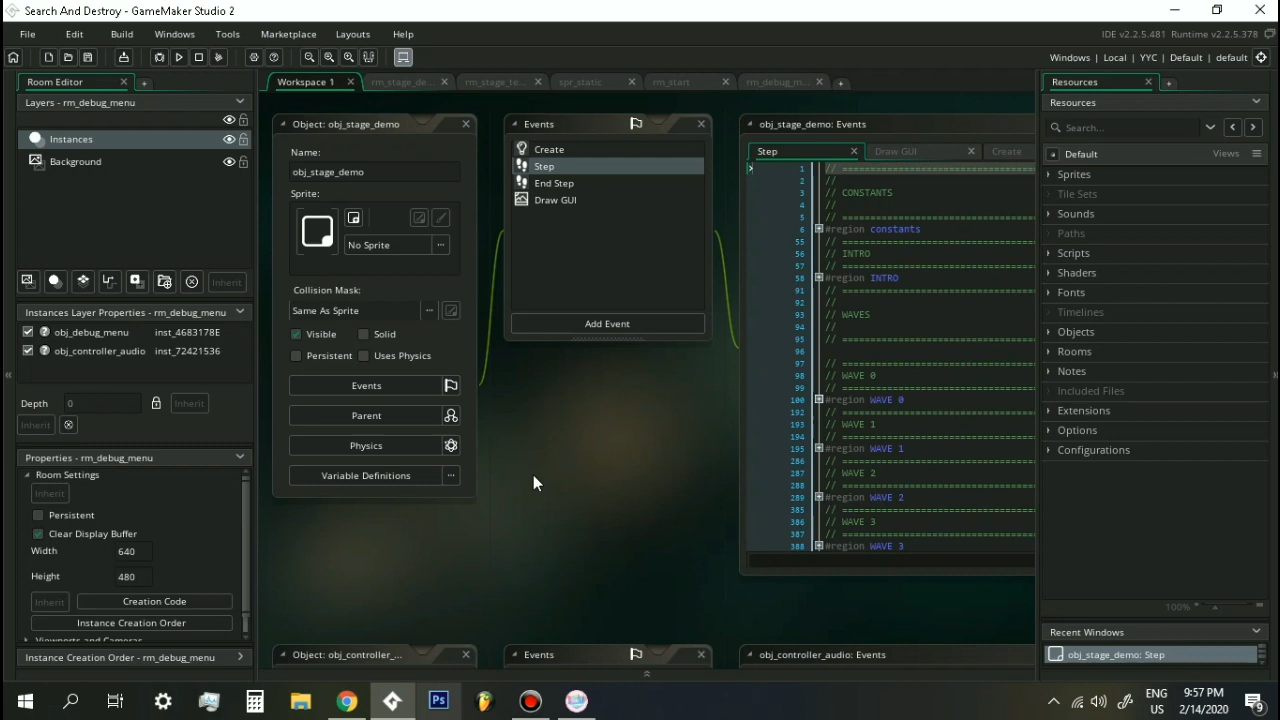 Search And Destroy - GameMaker Studio 2
File Edit Build Windows Tools Marketplace Layouts Help
IDE v2.2.5.481 Runtime v2.2.5.378
Windows | Local | YYC | Default | default
Room Editor
Layers - rm_debug_menu
Instances
Background
Inherit
Instances Layer Properties - rm_debug_menu
obj_debug_menu inst_4683178E
obj_controller_audio inst_72421536
Depth 0 Inherit
Inherit
Properties - rm_debug_menu
Room Settings
Inherit
Persistent
Clear Display Buffer
Width 640
Height 480
Inherit Creation Code
Instance Creation Order
Viewports and Cameras
Instance Creation Order - rm_debug_menu
Workspace 1 rm_stage_de... rm_stage_te... spr_static rm_start rm_debug_m...
Object: obj_stage_demo
Name:
obj_stage_demo
Sprite:
No Sprite ...
Collision Mask:
Same As Sprite ...
Visible Solid
Persistent Uses Physics
Events
Parent
Physics
Variable Definitions ...
Events
Create
Step
End Step
Draw GUI
Add Event
obj_stage_demo: Events
Step Draw GUI Create
1 // ======================================
2 //
3 // CONSTANTS
4 //
5 // ======================================
6 #region constants
55 // ======================================
56 // INTRO
57 // ======================================
58 #region INTRO
91 // ======================================
92 //
93 // WAVES
94 //
95 // ======================================
96
97 // ======================================
98 // WAVE 0
99 // ======================================
100 #region WAVE 0
192 // ======================================
193 // WAVE 1
194 // ======================================
195 #region WAVE 1
286 // ======================================
287 // WAVE 2
288 // ======================================
289 #region WAVE 2
385 // ======================================
386 // WAVE 3
387 // ======================================
388 #region WAVE 3
Object: obj_controller_...
Events
obj_controller_audio: Events
Resources
Resources
Search...
Default Views
Sprites
Tile Sets
Sounds
Paths
Scripts
Shaders
Fonts
Timelines
Objects
Rooms
Notes
Included Files
Extensions
Options
Configurations
100%
Recent Windows
obj_stage_demo: Step
Ps
ENG
US
9:57 PM
2/14/2020
9